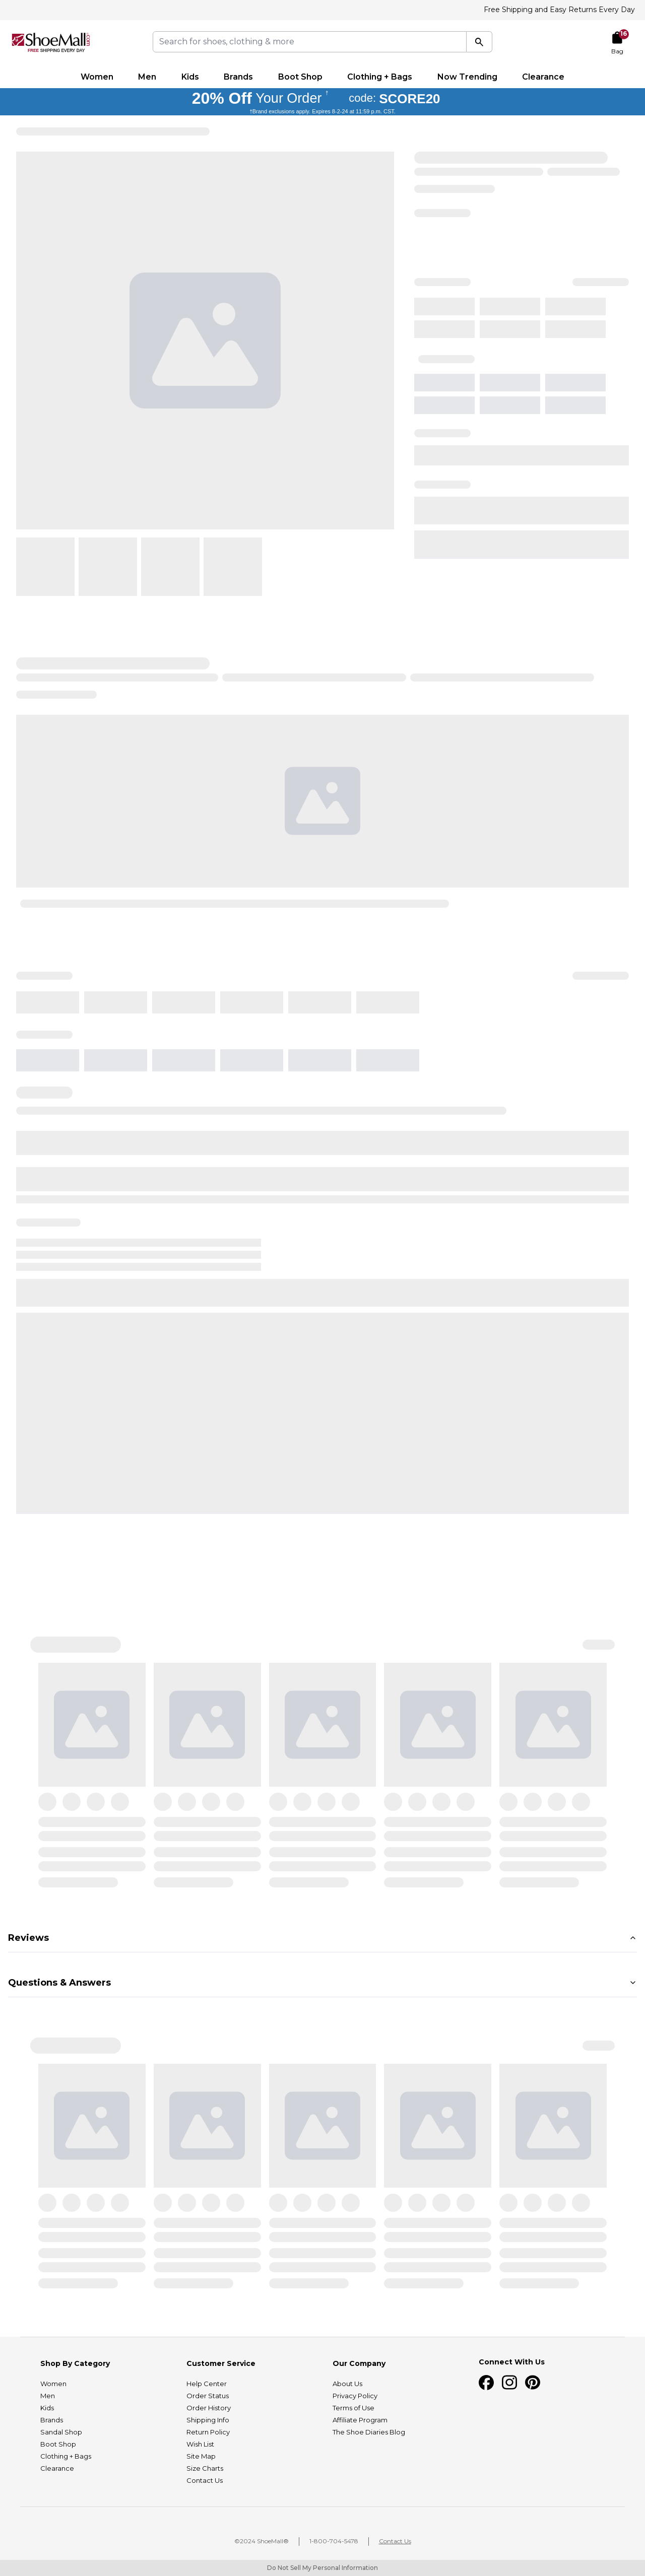 Free Shipping and Easy Returns Every Day
ShoeMall
FREE SHIPPING EVERY DAY
Search for shoes, clothing & more
16
Bag
Women Men Kids Brands Boot Shop Clothing + Bags Now Trending Clearance
20% Off Your Order † code: SCORE20
†Brand exclusions apply. Expires 8-2-24 at 11:59 p.m. CST.
Reviews
Questions & Answers
Shop By Category
Women
Men
Kids
Brands
Sandal Shop
Boot Shop
Clothing + Bags
Clearance
Customer Service
Help Center
Order Status
Order History
Shipping Info
Return Policy
Wish List
Site Map
Size Charts
Contact Us
Our Company
About Us
Privacy Policy
Terms of Use
Affiliate Program
The Shoe Diaries Blog
Connect With Us
©2024 ShoeMall® 1-800-704-5478 Contact Us
Do Not Sell My Personal Information